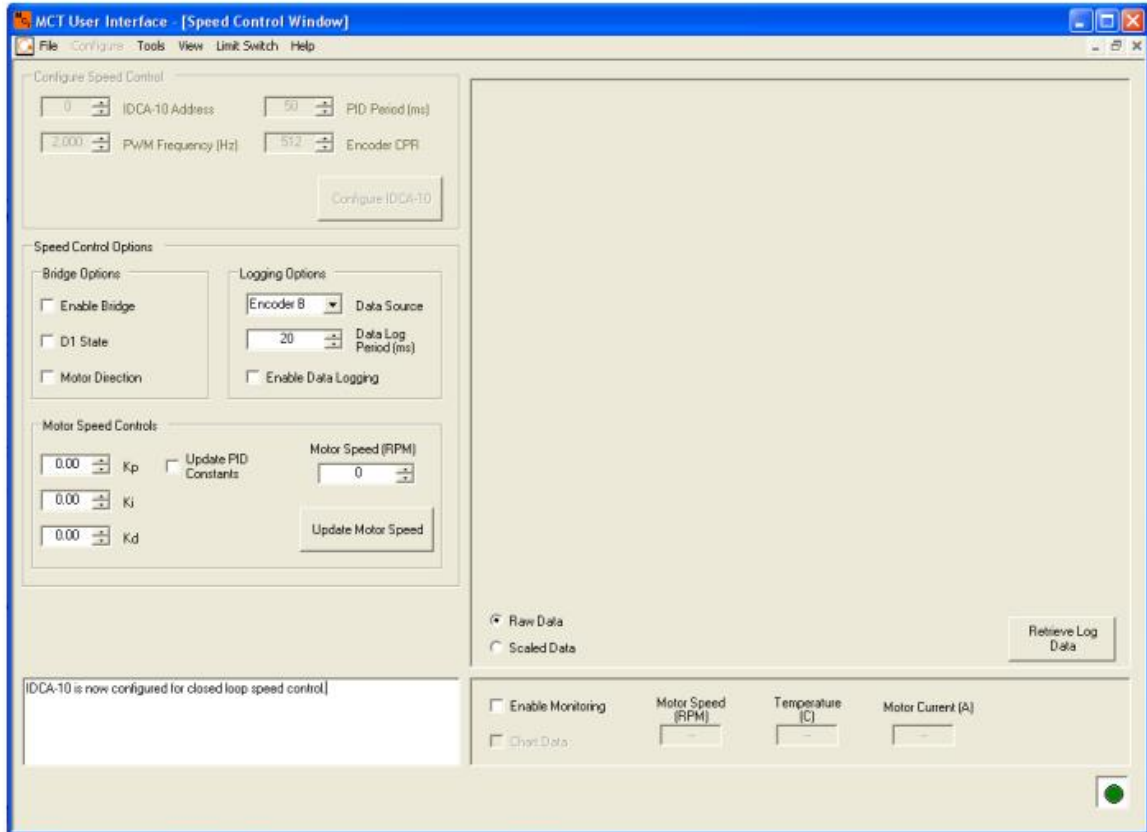 MCT User Interface - [Speed Control Window]
File Configure Tools View Limit Switch Help
Configure Speed Control
0 IDCA-10 Address 50 PID Period (ms)
2,000 PWM Frequency (Hz) 512 Encoder CPR
Configure IDCA-10
Speed Control Options
Bridge Options
Enable Bridge
D1 State
Motor Direction
Logging Options
Encoder B Data Source
20 Data Log
Period (ms)
Enable Data Logging
Motor Speed Controls
0.00 Kp
Update PID
Constants
Motor Speed (RPM)
0
0.00 Ki
0.00 Kd
Update Motor Speed
Raw Data
Scaled Data
Retrieve Log
Data
IDCA-10 is now configured for closed loop speed control.
Enable Monitoring
Chart Data
Motor Speed
(RPM)
--
Temperature
(C)
--
Motor Current (A)
--